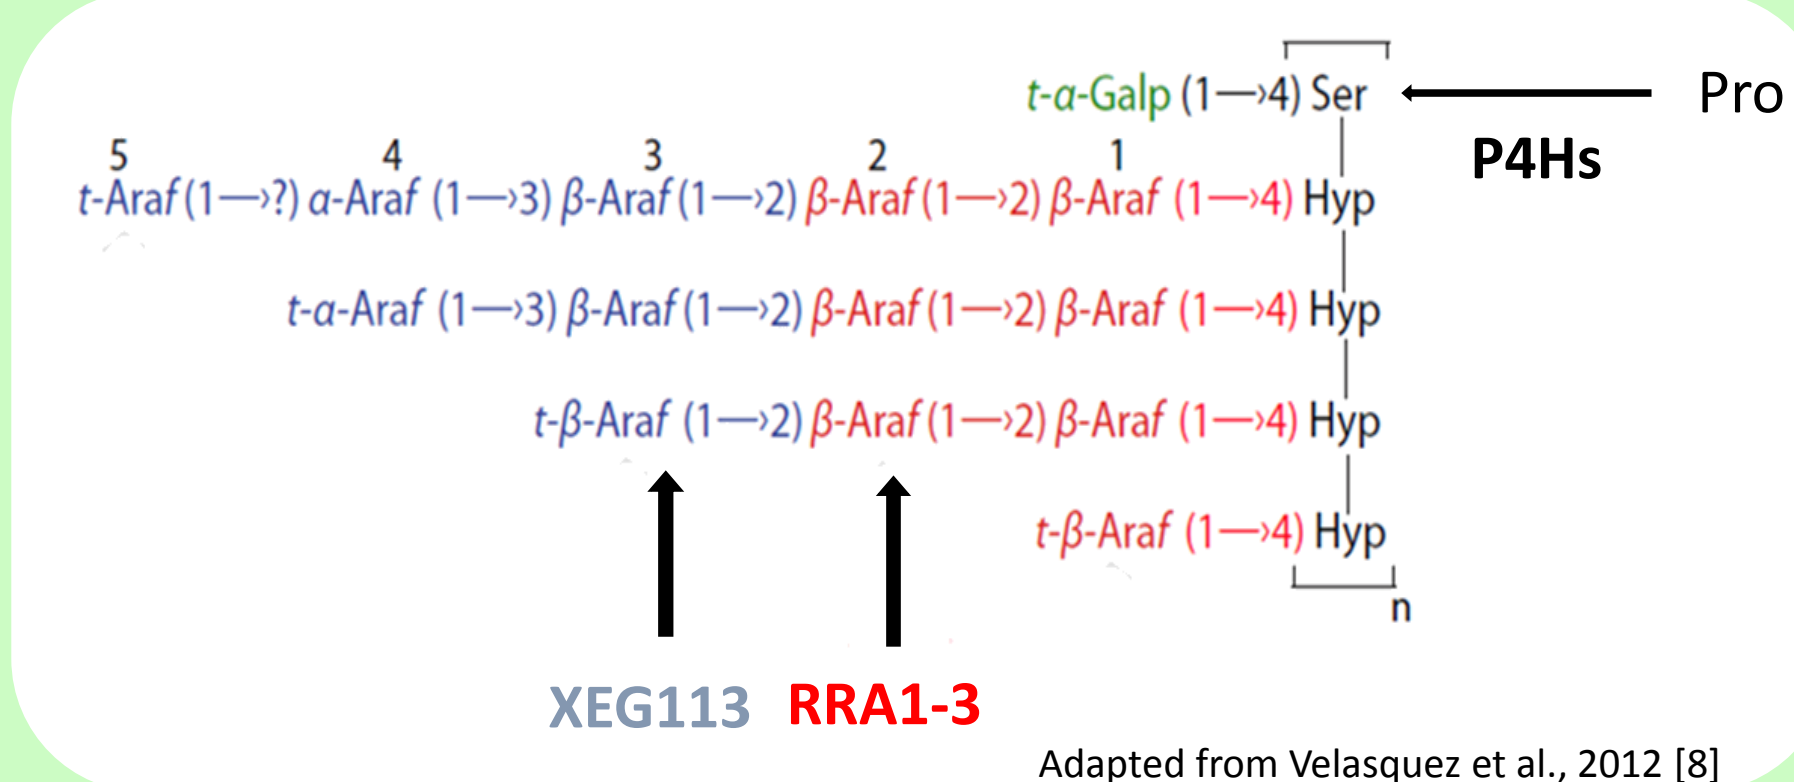 t-α-Galp (1→4) Ser Pro
P4Hs
5 4 3 2 1
t-Araf (1→?) α-Araf (1→3) β-Araf (1→2) β-Araf (1→2) β-Araf (1→4) Hyp
t-α-Araf (1→3) β-Araf (1→2) β-Araf (1→2) β-Araf (1→4) Hyp
t-β-Araf (1→2) β-Araf (1→2) β-Araf (1→4) Hyp
t-β-Araf (1→4) Hyp
n
XEG113 RRA1-3
Adapted from Velasquez et al., 2012 [8]